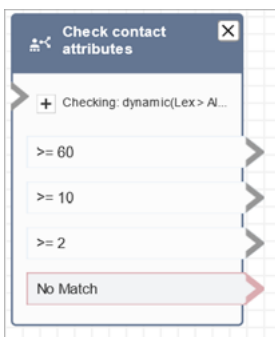 Check contact
attributes
Checking: dynamic(Lex > Al...
>= 60
>= 10
>= 2
No Match